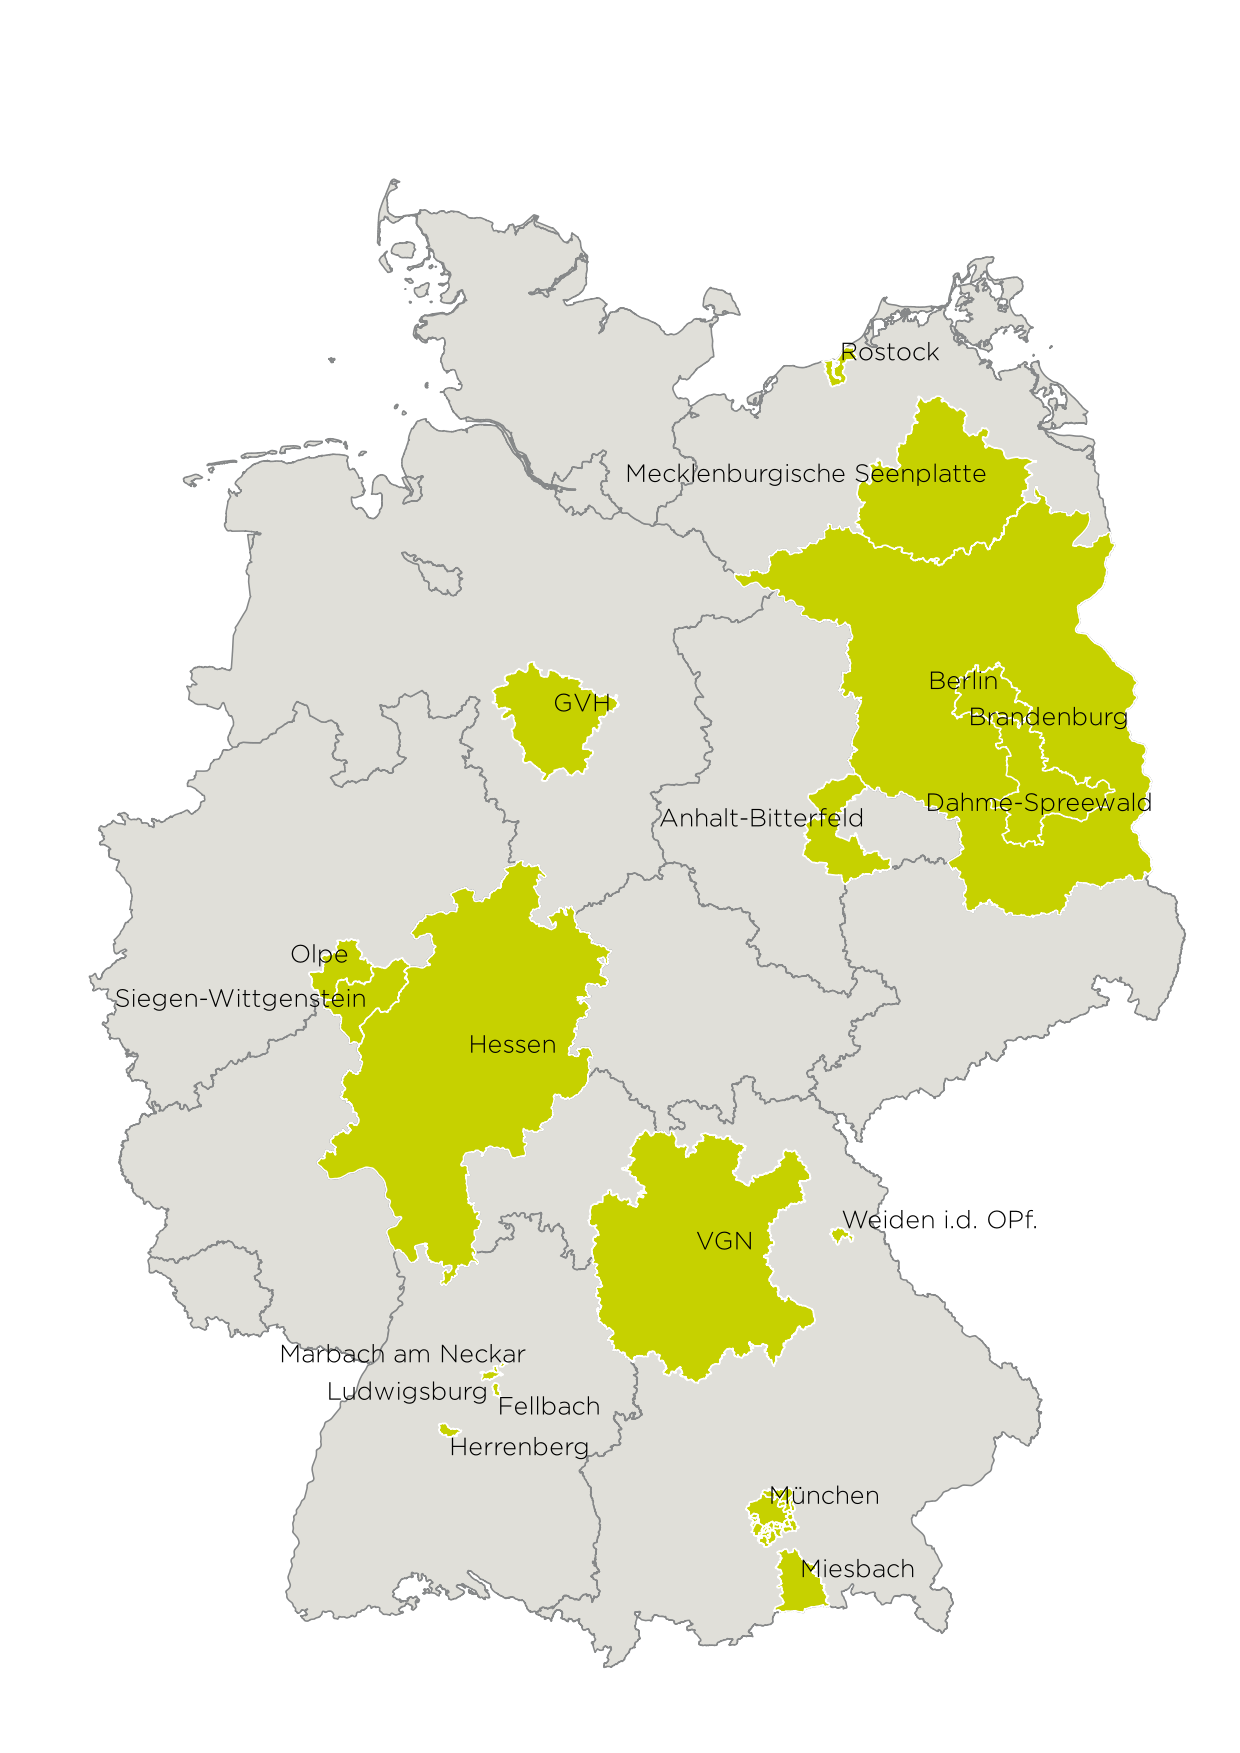 Rostock
Mecklenburgische Seenplatte
Berlin
GVH
Brandenburg
Dahme-Spreewald
Anhalt-Bitterfeld
Olpe
Siegen-Wittgenstein
Hessen
Weiden i.d. OPf.
VGN
Marbach am Neckar
Ludwigsburg
Fellbach
Herrenberg
München
Miesbach